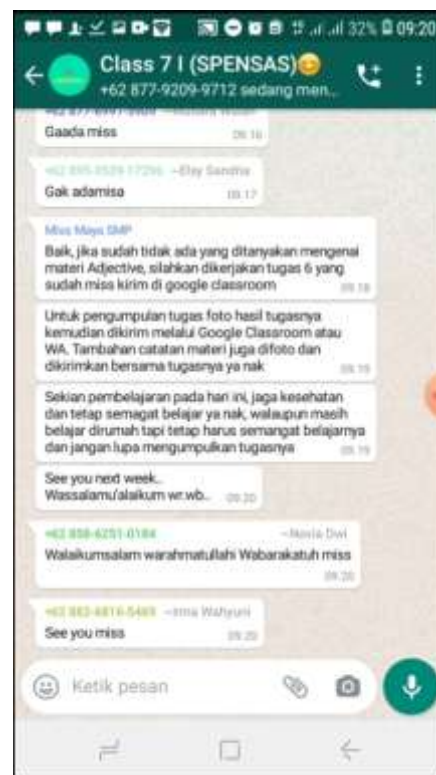 32% 09:20
Class 7 I (SPENSAS)😊
+62 877-9209-9712 sedang men...
Gaada miss
09.16
~Elsy Sandria
Gak adamisa
09.17
Miss Maya SMP
Baik, jika sudah tidak ada yang ditanyakan mengenai
materi Adjective, silahkan dikerjakan tugas 6 yang
sudah miss kirim di google classroom
09.18
Untuk pengumpulan tugas foto hasil tugasnya
kemudian dikirim melalui Google Classroom atau
WA. Tambahan catatan materi juga difoto dan
dikirimkan bersama tugasnya ya nak
09.19
Sekian pembelajaran pada hari ini, jaga kesehatan
dan tetap semagat belajar ya nak, walaupun masih
belajar dirumah tapi tetap harus semangat belajarnya
dan jangan lupa mengumpulkan tugasnya
09.19
See you next week..
Wassalamu'alaikum wr.wb..
09.20
+62 858-6251-0184 ~Novia Dwi
Walaikumsalam warahmatullahi Wabarakatuh miss
09.20
+62 882-4816-5469 ~Irma Wahyuni
See you miss
09.20
Ketik pesan